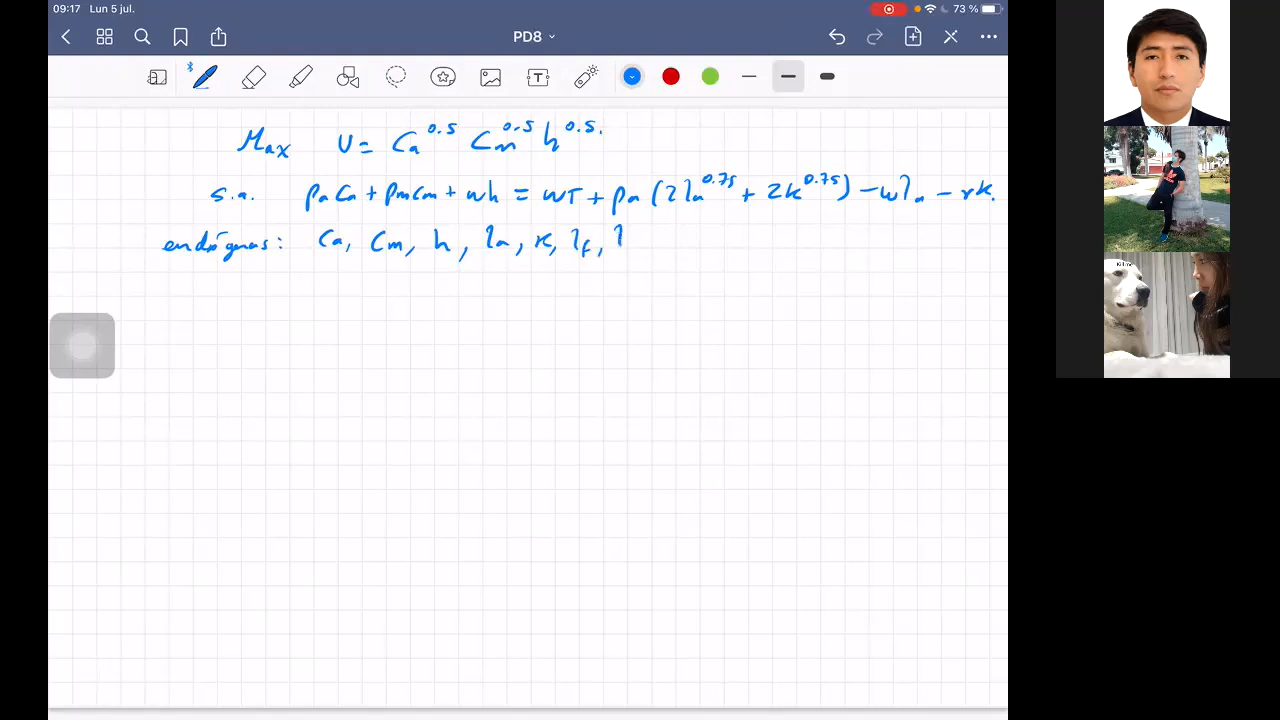 09:17 Lun 5 jul. 73 %
PD8
Max U = Ca^0.5 Cm^0.5 h^0.5.
s.a. PaCa + PmCm + wh = wT + Pa (2la^0.75 + 2k^0.75) - wla - rk.
endógenas: Ca, Cm, h, la, k, lf, l